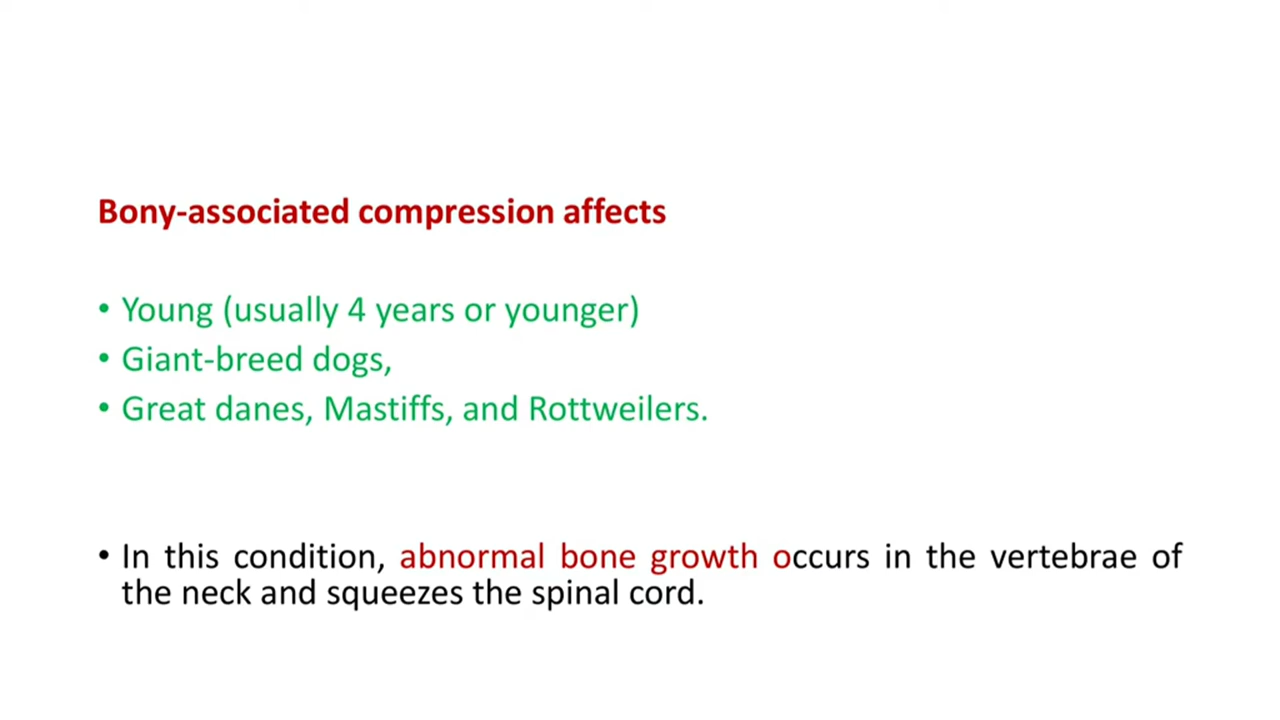 Bony-associated compression affects
• Young (usually 4 years or younger)
• Giant-breed dogs,
• Great danes, Mastiffs, and Rottweilers.
• In this condition, abnormal bone growth occurs in the vertebrae of
the neck and squeezes the spinal cord.